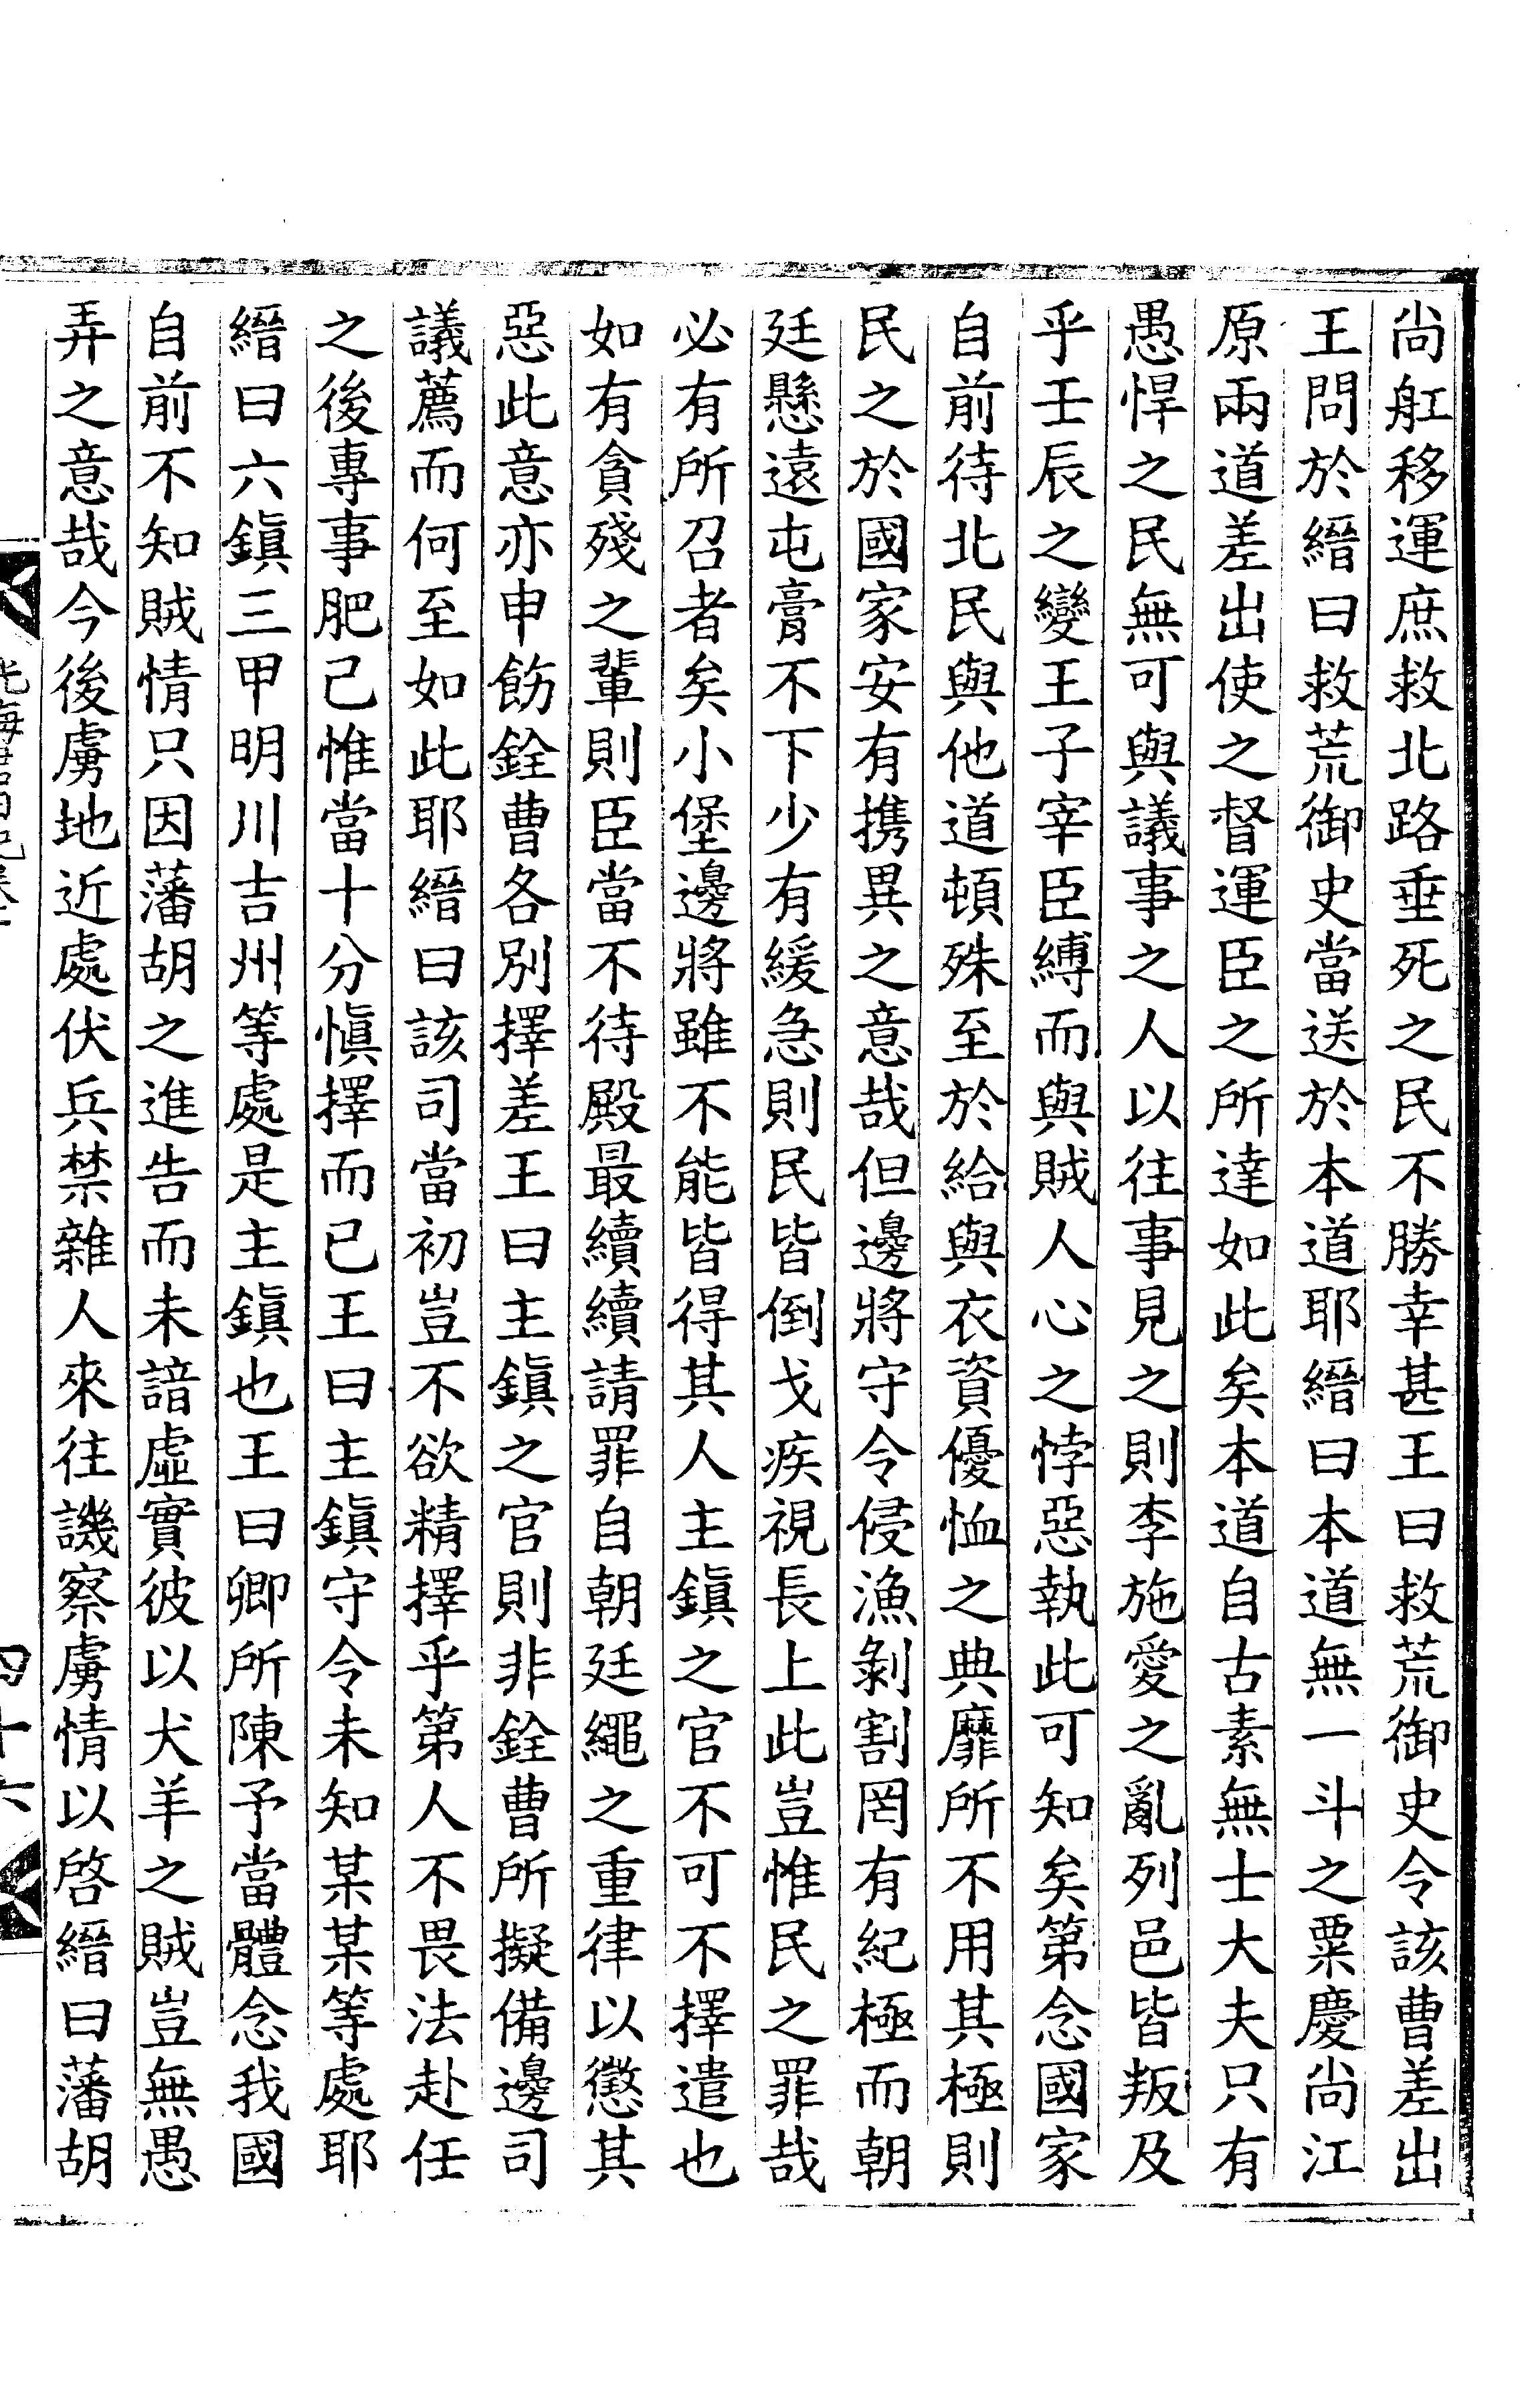 尚舡移運庶救北路垂死之民不勝幸甚王曰救荒御史令該曹差出
王問於縉曰救荒御史當送於本道耶縉曰本道無一斗之粟慶尚江
原兩道差出使之督運臣之所達如此矣本道自古素無士大夫只有
愚悍之民無可與議事之人以往事見之則李施愛之亂列邑皆叛及
乎壬辰之變王子宰臣縛而與賊人心之悖惡執此可知矣第念國家
自前待北民與他道頓殊至於給與衣資優恤之典靡所不用其極則
民之於國家安有携異之意哉但邊將守令侵漁剝割罔有紀極而朝
廷懸遠屯膏不下少有緩急則民皆倒戈疾視長上此豈惟民之罪哉
必有所召者矣小堡邊將雖不能皆得其人主鎭之官不可不擇遣也
如有貪殘之輩則臣當不待殿最續續請罪自朝廷繩之重律以懲其
惡此意亦申飭銓曹各別擇差王曰主鎭之官則非銓曹所擬備邊司
議薦而何至如此耶縉曰該司當初豈不欲精擇乎第人不畏法赴任
之後專事肥己惟當十分愼擇而已王曰主鎭守令未知某某等處耶
縉曰六鎭三甲明川吉州等處是主鎭也王曰卿所陳予當體念我國
自前不知賊情只因藩胡之進告而未諳虛實彼以犬羊之賊豈無愚
弄之意哉今後虜地近處伏兵禁雜人來往譏察虜情以啓縉曰藩胡
光海君日記卷十
四十六